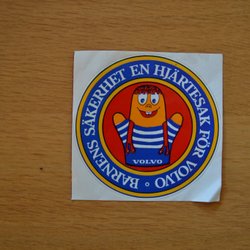 BARNENS SÄKERHET EN HJÄRTESAK FÖR VOLVO
VOLVO